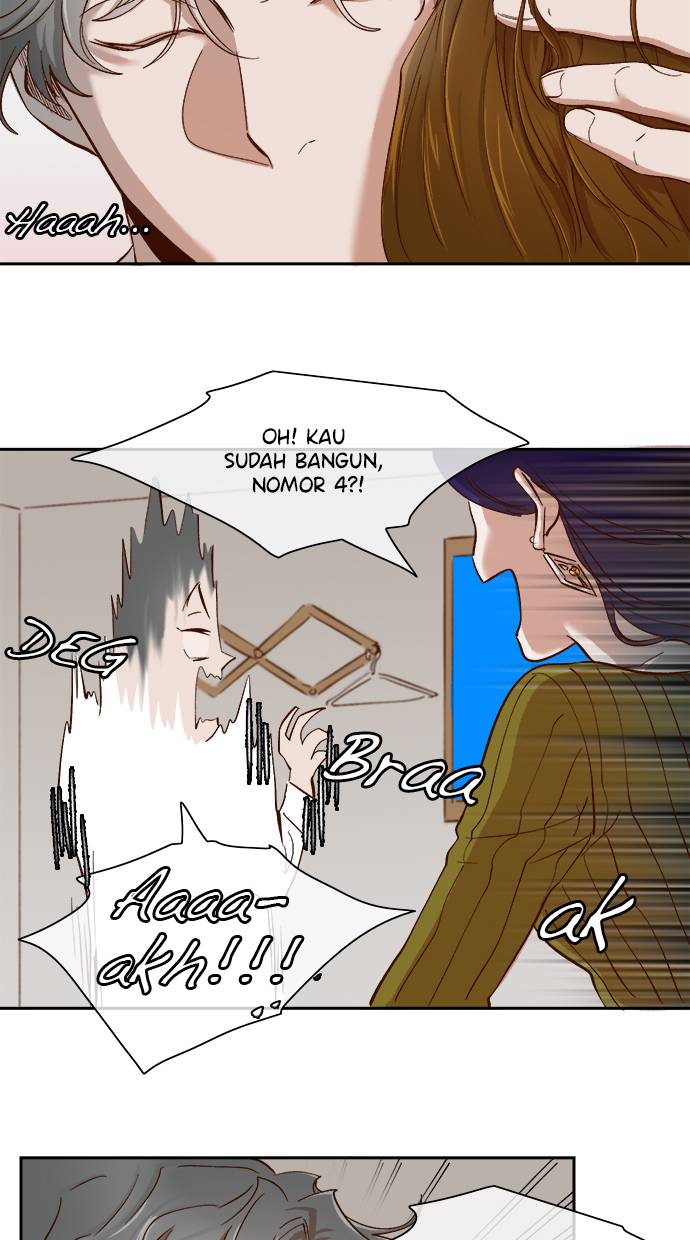 Haaah...
OH! KAU
SUDAH BANGUN,
NOMOR 4?!
DEG
Braa
ak
Aaaa-
akh!!!